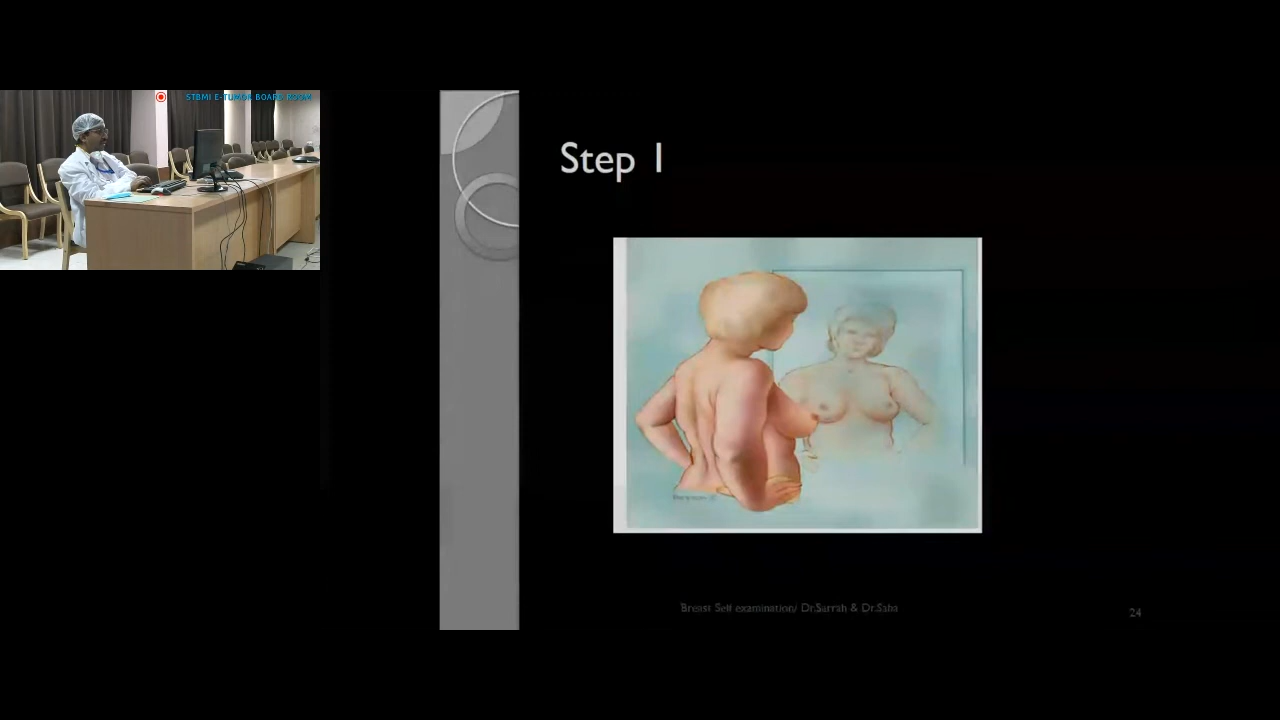 STBMI E-TUMOR BOARD ROOM
Step 1
Breast Self examination/ Dr.Sarrah & Dr.Saba
24